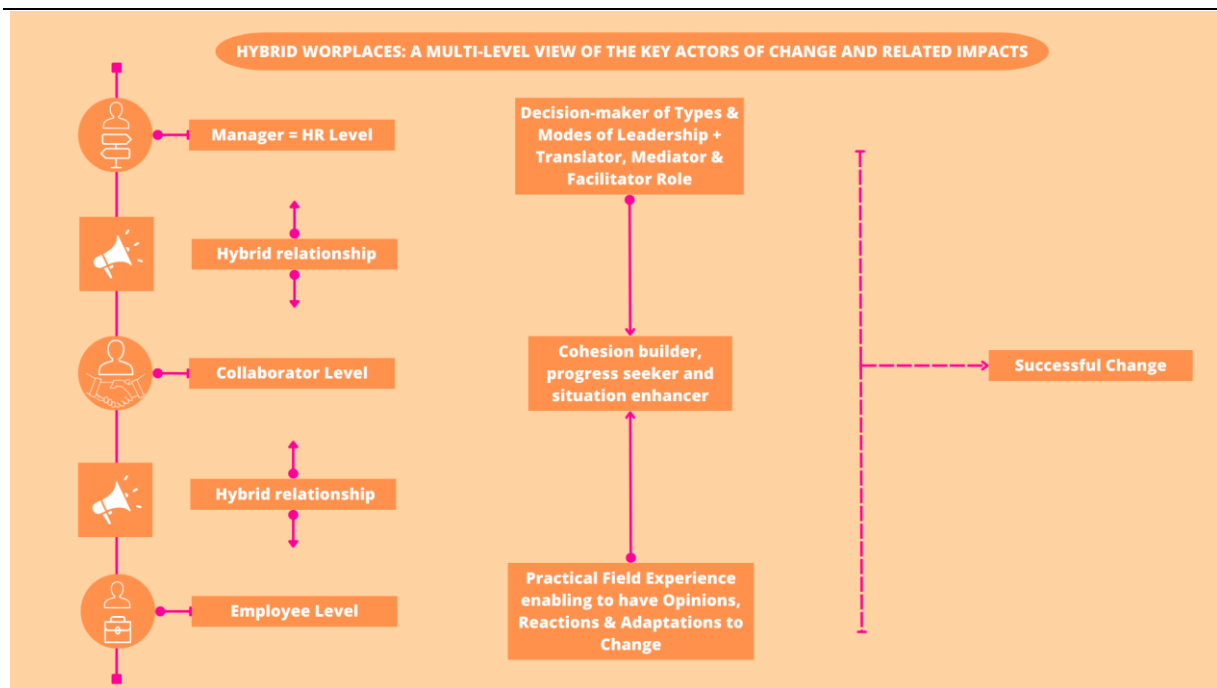 HYBRID WORPLACES: A MULTI-LEVEL VIEW OF THE KEY ACTORS OF CHANGE AND RELATED IMPACTS
Manager = HR Level
Decision-maker of Types &
Modes of Leadership +
Translator, Mediator &
Facilitator Role
Hybrid relationship
Collaborator Level
Cohesion builder,
progress seeker and
situation enhancer
Successful Change
Hybrid relationship
Employee Level
Practical Field Experience
enabling to have Opinions,
Reactions & Adaptations to
Change